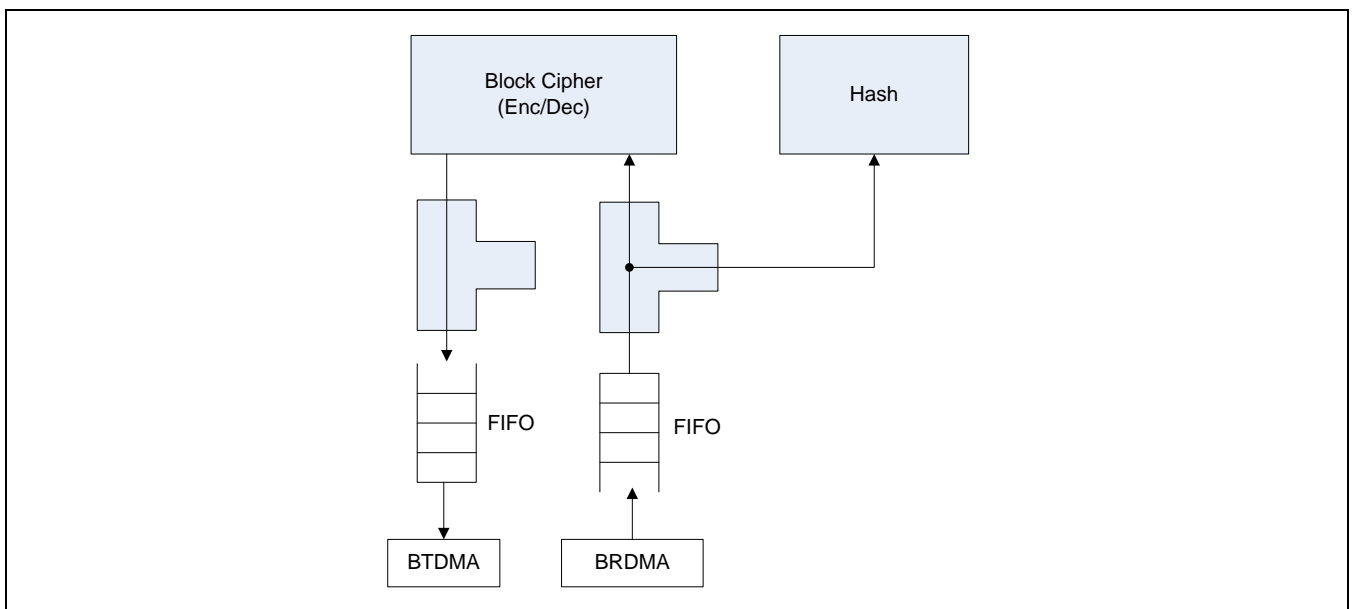 Block Cipher
(Enc/Dec)
Hash
FIFO
FIFO
BTDMA
BRDMA